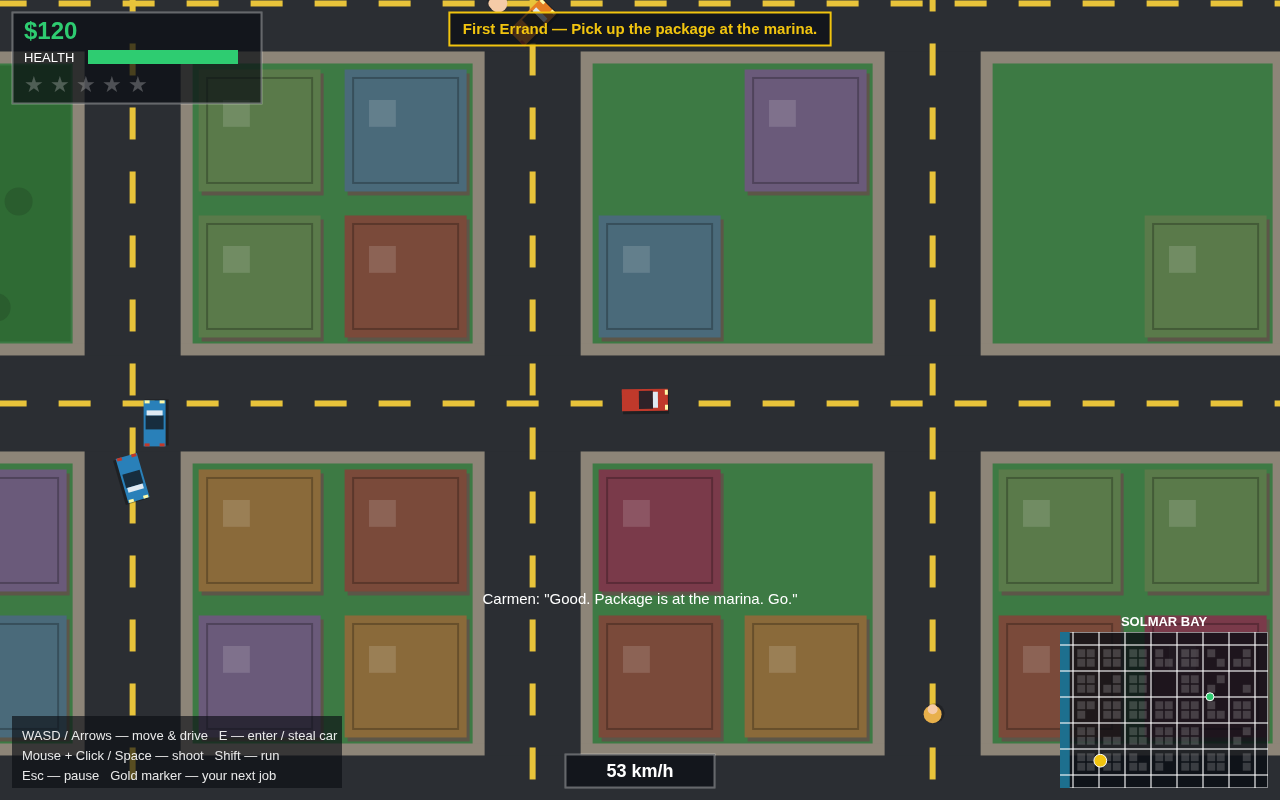 $120
First Errand — Pick up the package at the marina.
HEALTH
Carmen: "Good. Package is at the marina. Go."
SOLMAR BAY
WASD / Arrows — move & drive   E — enter / steal car
Mouse + Click / Space — shoot   Shift — run
Esc — pause   Gold marker — your next job
53 km/h